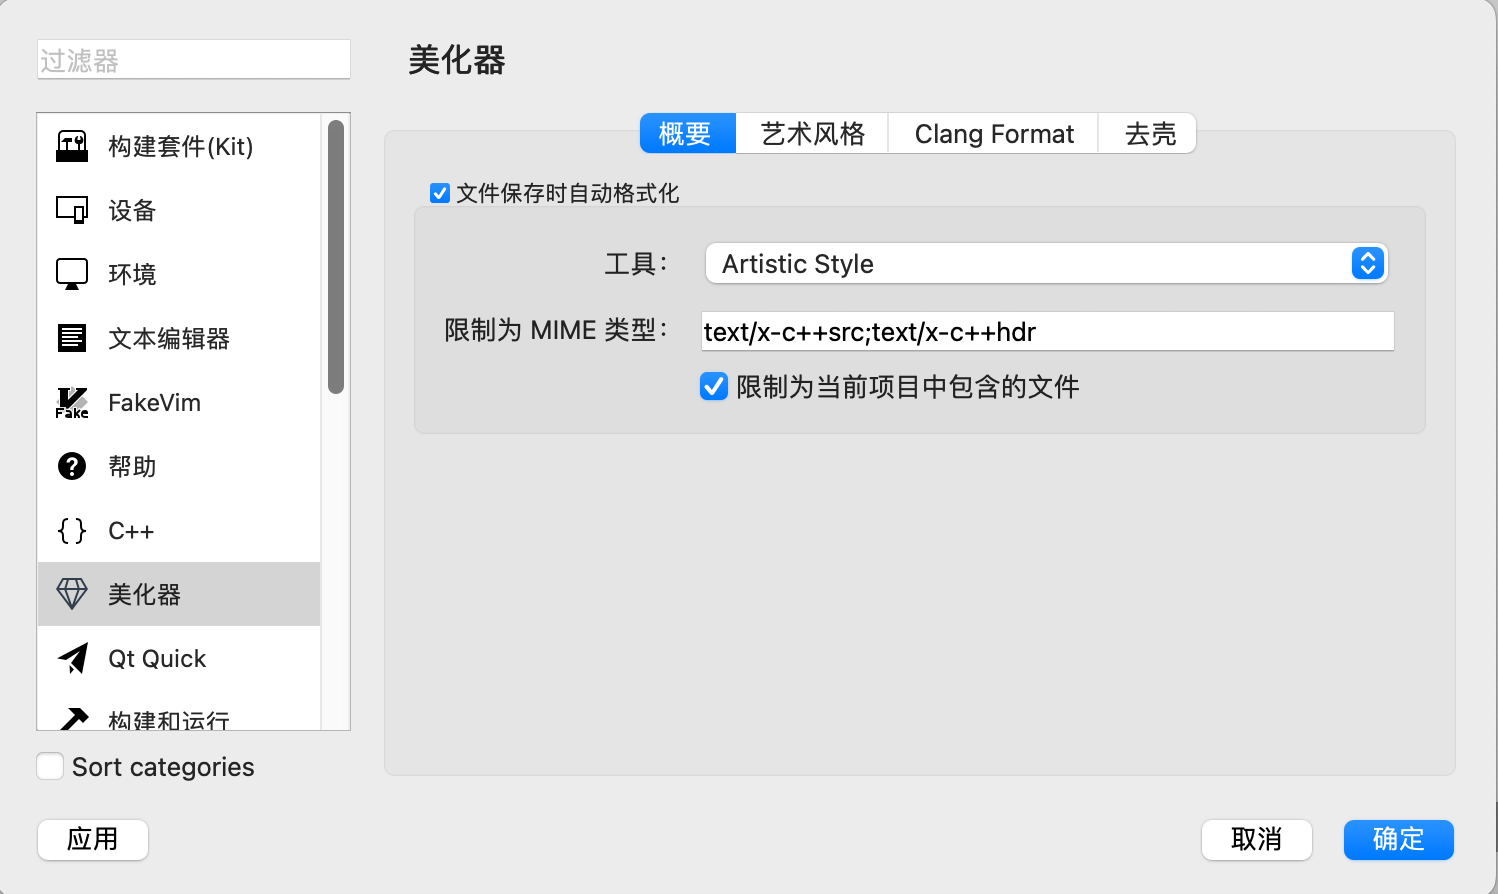 过滤器
构建套件(Kit)
设备
环境
文本编辑器
Fake
FakeVim
帮助
C++
美化器
Qt Quick
构建和运行
Sort categories
应用
美化器
概要
艺术风格
Clang Format
去壳
文件保存时自动格式化
工具：
Artistic Style
限制为 MIME 类型：
text/x-c++src;text/x-c++hdr
限制为当前项目中包含的文件
取消
确定